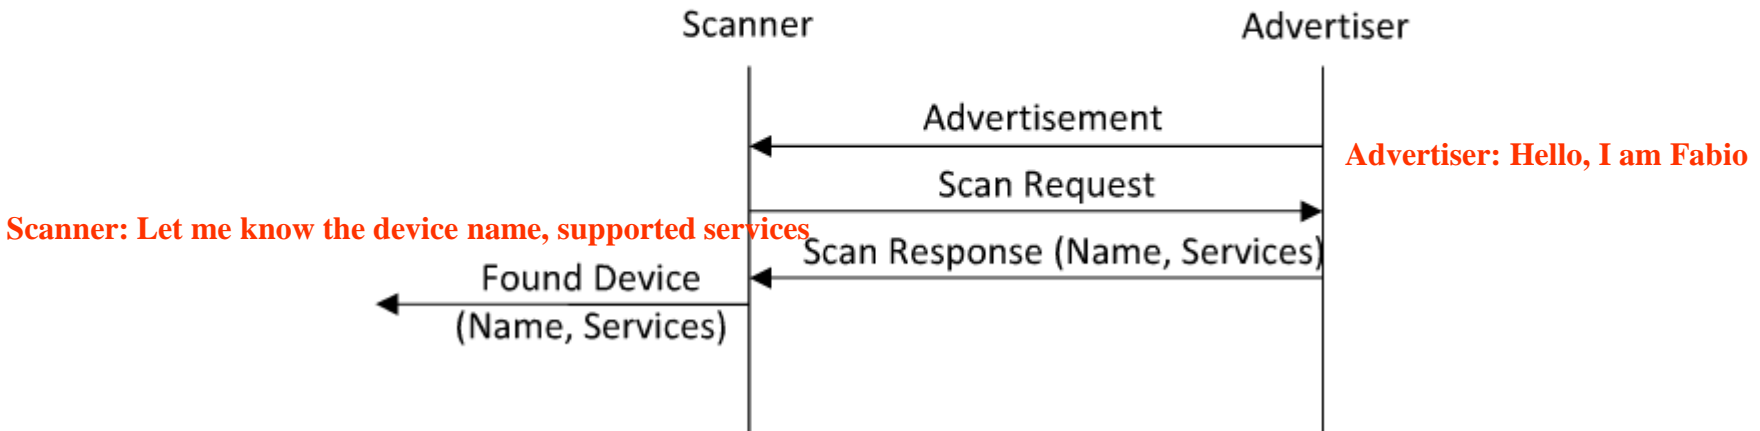 Scanner
Advertiser
Advertisement
Advertiser: Hello, I am Fabio
Scan Request
Scanner: Let me know the device name, supported services
Scan Response (Name, Services)
Found Device
(Name, Services)